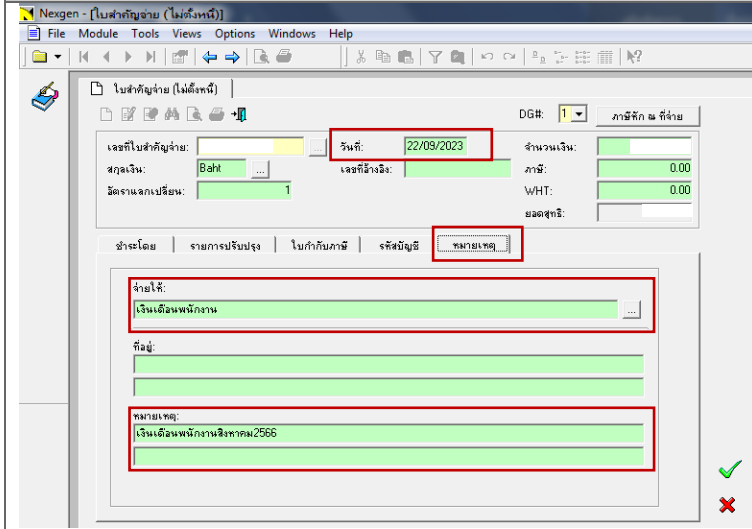 Nexgen - [ใบสำคัญจ่าย (ไม่ตั้งหนี้)]
File Module Tools Views Options Windows Help
ใบสำคัญจ่าย (ไม่ตั้งหนี้)
DG#: 1 ภาษีหัก ณ ที่จ่าย
เลขที่ใบสำคัญจ่าย: ... วันที่: 22/09/2023 จำนวนเงิน:
สกุลเงิน: Baht ... เลขที่อ้างอิง: ภาษี: 0.00
อัตราแลกเปลี่ยน: 1 WHT: 0.00
ยอดสุทธิ:
ชำระโดย รายการปรับปรุง ใบกำกับภาษี รหัสบัญชี หมายเหตุ
จ่ายให้:
เงินเดือนพนักงาน ...
ที่อยู่:
หมายเหตุ:
เงินเดือนพนักงานสิงหาคม2566